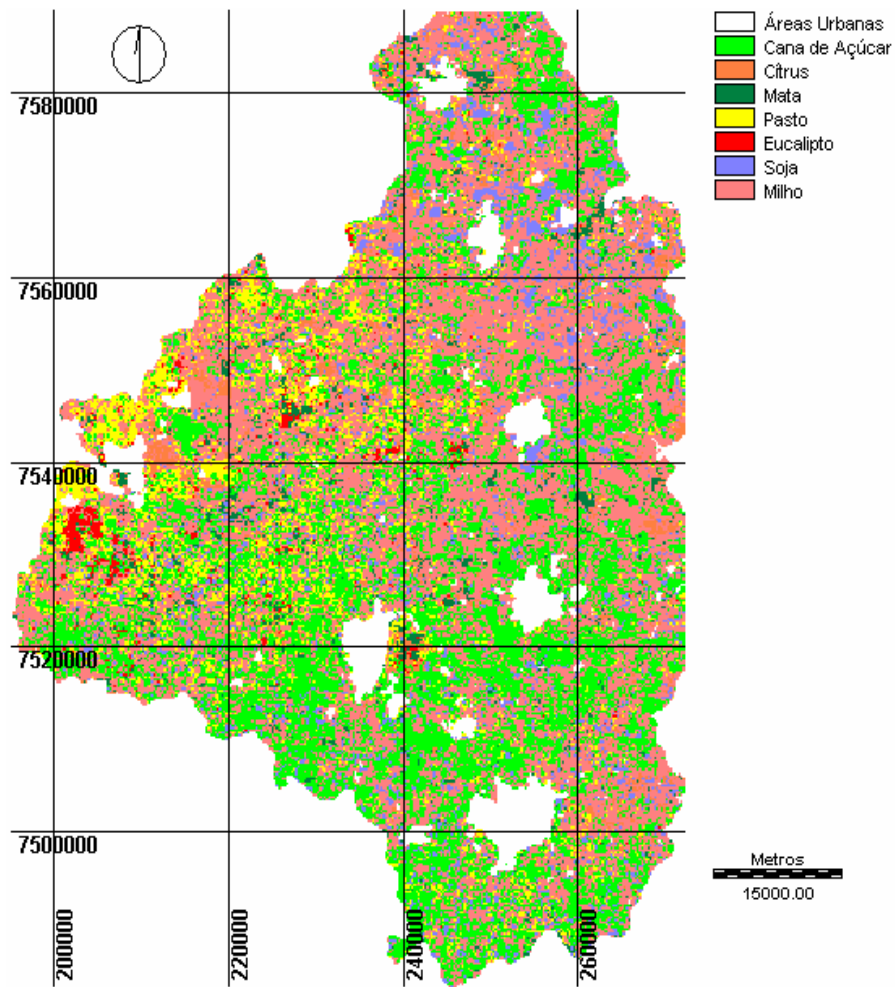 Áreas Urbanas
Cana de Açúcar
Cítrus
Mata
Pasto
Eucalipto
Soja
Milho
7580000
7560000
7540000
7520000
7500000
200000
220000
240000
260000
Metros
15000.00